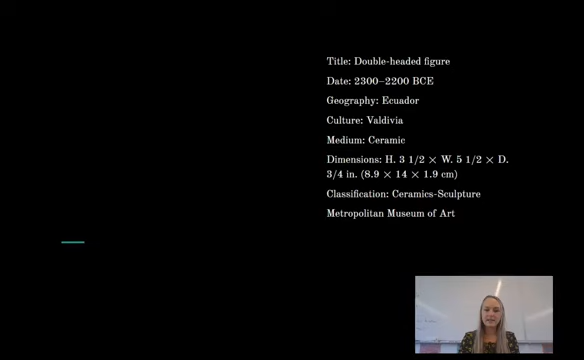 Title: Double-headed figure
Date: 2300–2200 BCE
Geography: Ecuador
Culture: Valdivia
Medium: Ceramic
Dimensions: H. 3 1/2 × W. 5 1/2 × D.
3/4 in. (8.9 × 14 × 1.9 cm)
Classification: Ceramics-Sculpture
Metropolitan Museum of Art